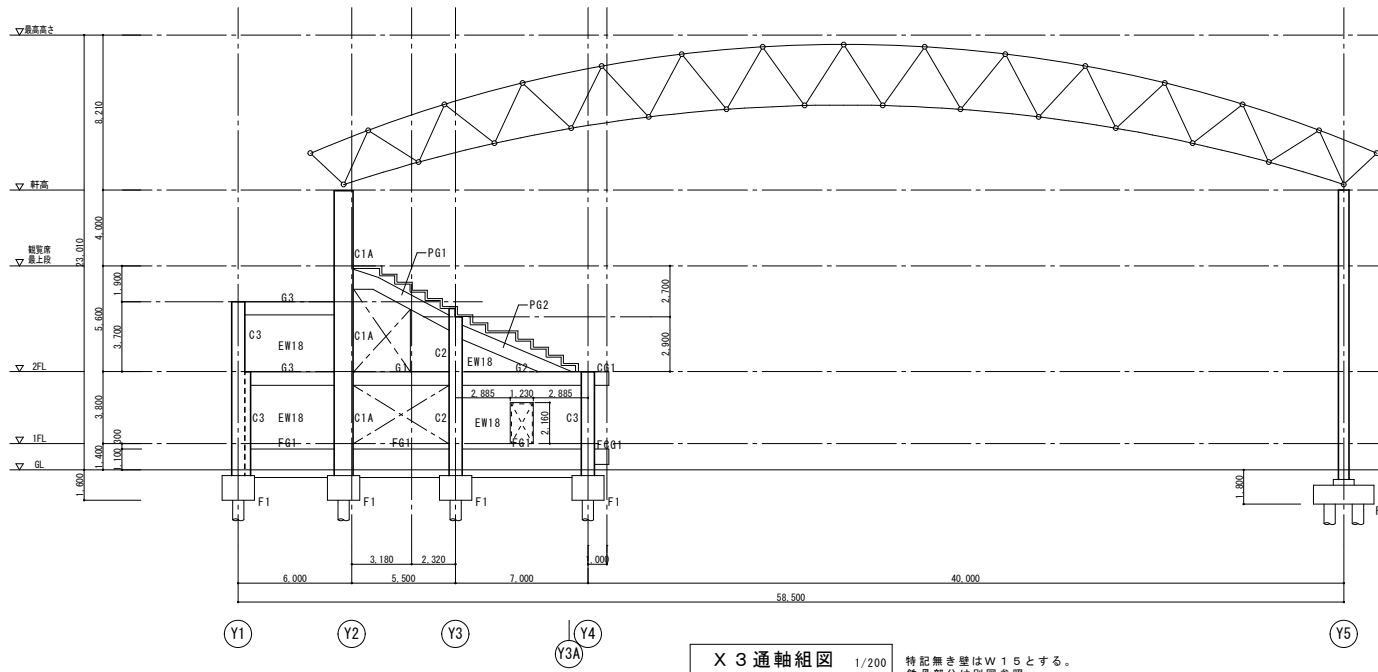 最高高さ
8,210
軒高
4,000
23,010
観覧席
最上段
C1A
PG1
1,900
G3
2,700
5,600
PG2
3,700
C3
EW18
C1A
C2
EW18
2,900
2FL
G3
G1
G2
CG1
2,885
1,230
2,885
3,800
C3
EW18
C1A
C2
EW18
2,160
C3
1FL
300
FG1
FG1
FG1
FCG1
1,400
1,100
GL
1,600
1,800
F1
F1
F1
F1
3,180
2,320
1,000
6,000
5,500
7,000
40,000
58,500
Y1
Y2
Y3
Y4
Y3A
Y5
X3通軸組図 1/200
特記無き壁はW15とする。